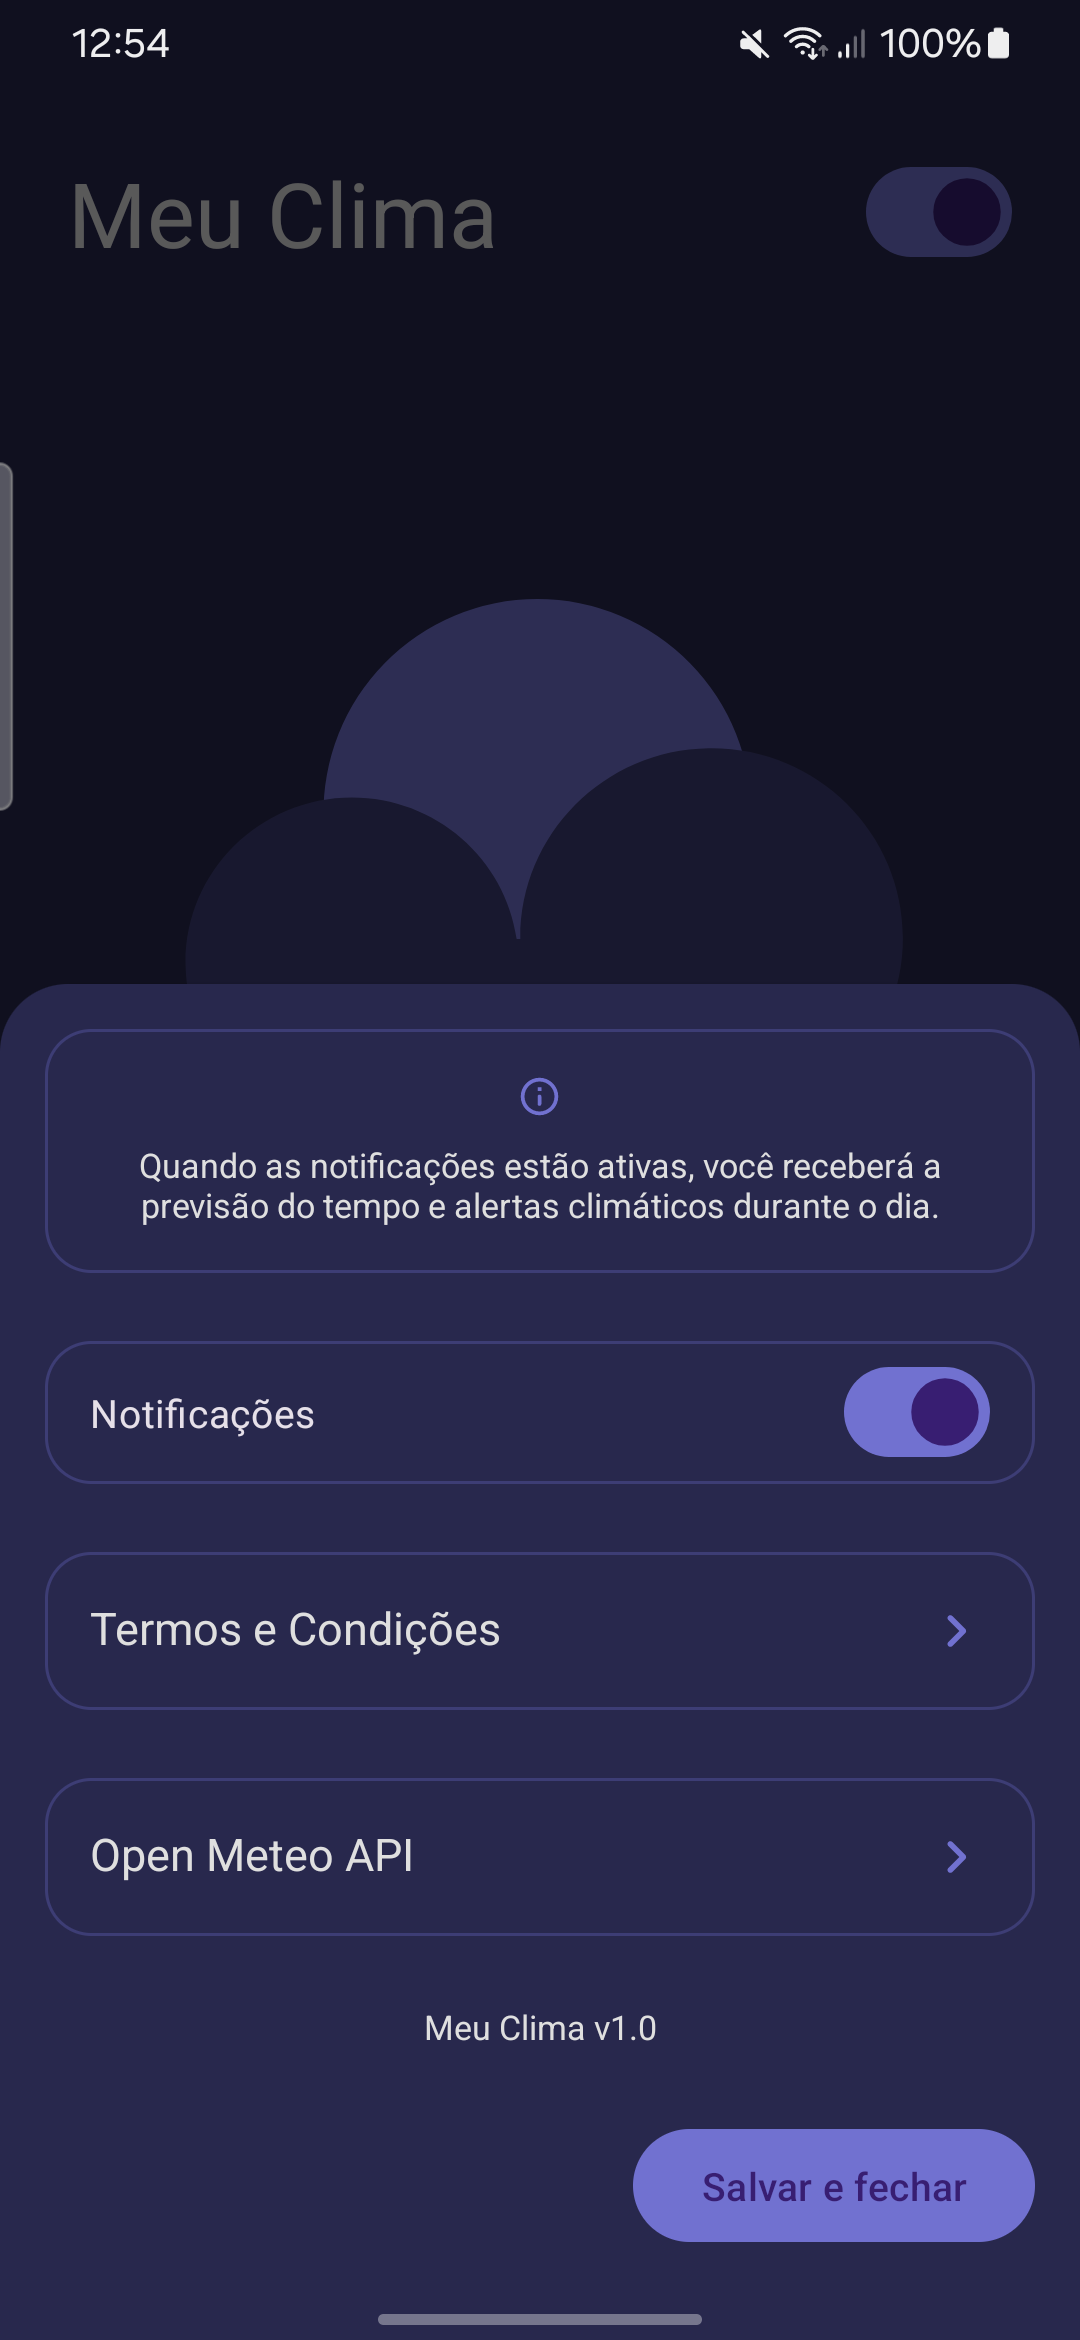 12:54
100%
Meu Clima
Quando as notificações estão ativas, você receberá a
previsão do tempo e alertas climáticos durante o dia.
Notificações
Termos e Condições
Open Meteo API
Meu Clima v1.0
Salvar e fechar